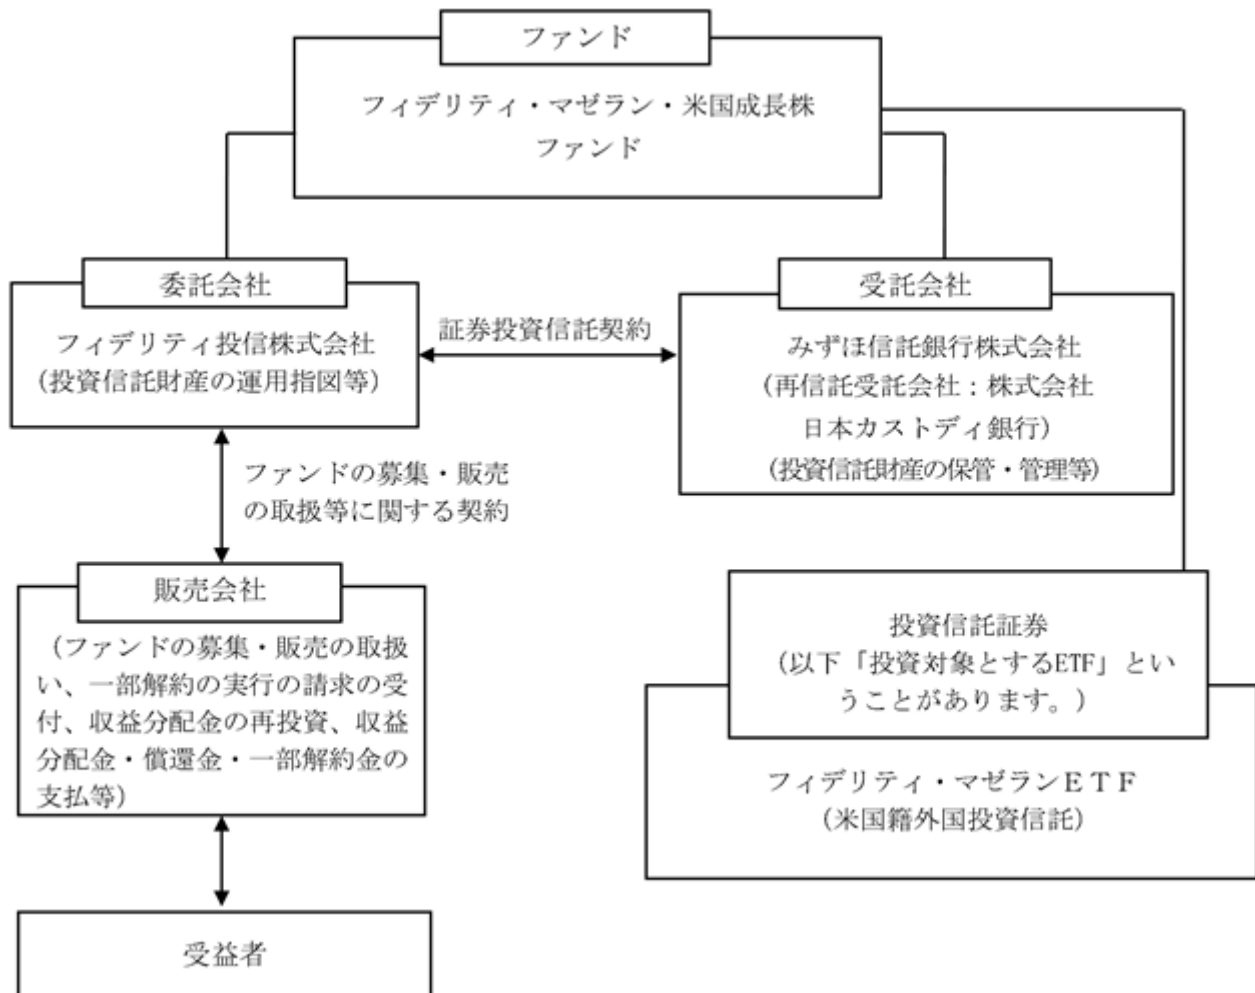 ファンド
フィデリティ・マゼラン・米国成長株
ファンド
委託会社
フィデリティ投信株式会社
（投資信託財産の運用指図等）
証券投資信託契約
受託会社
みずほ信託銀行株式会社
（再信託受託会社：株式会社
日本カストディ銀行）
（投資信託財産の保管・管理等）
ファンドの募集・販売
の取扱等に関する契約
販売会社
（ファンドの募集・販売の取扱
い、一部解約の実行の請求の受
付、収益分配金の再投資、収益
分配金・償還金・一部解約金の
支払等）
投資信託証券
（以下「投資対象とするETF」とい
うことがあります。）
フィデリティ・マゼランＥＴＦ
（米国籍外国投資信託）
受益者